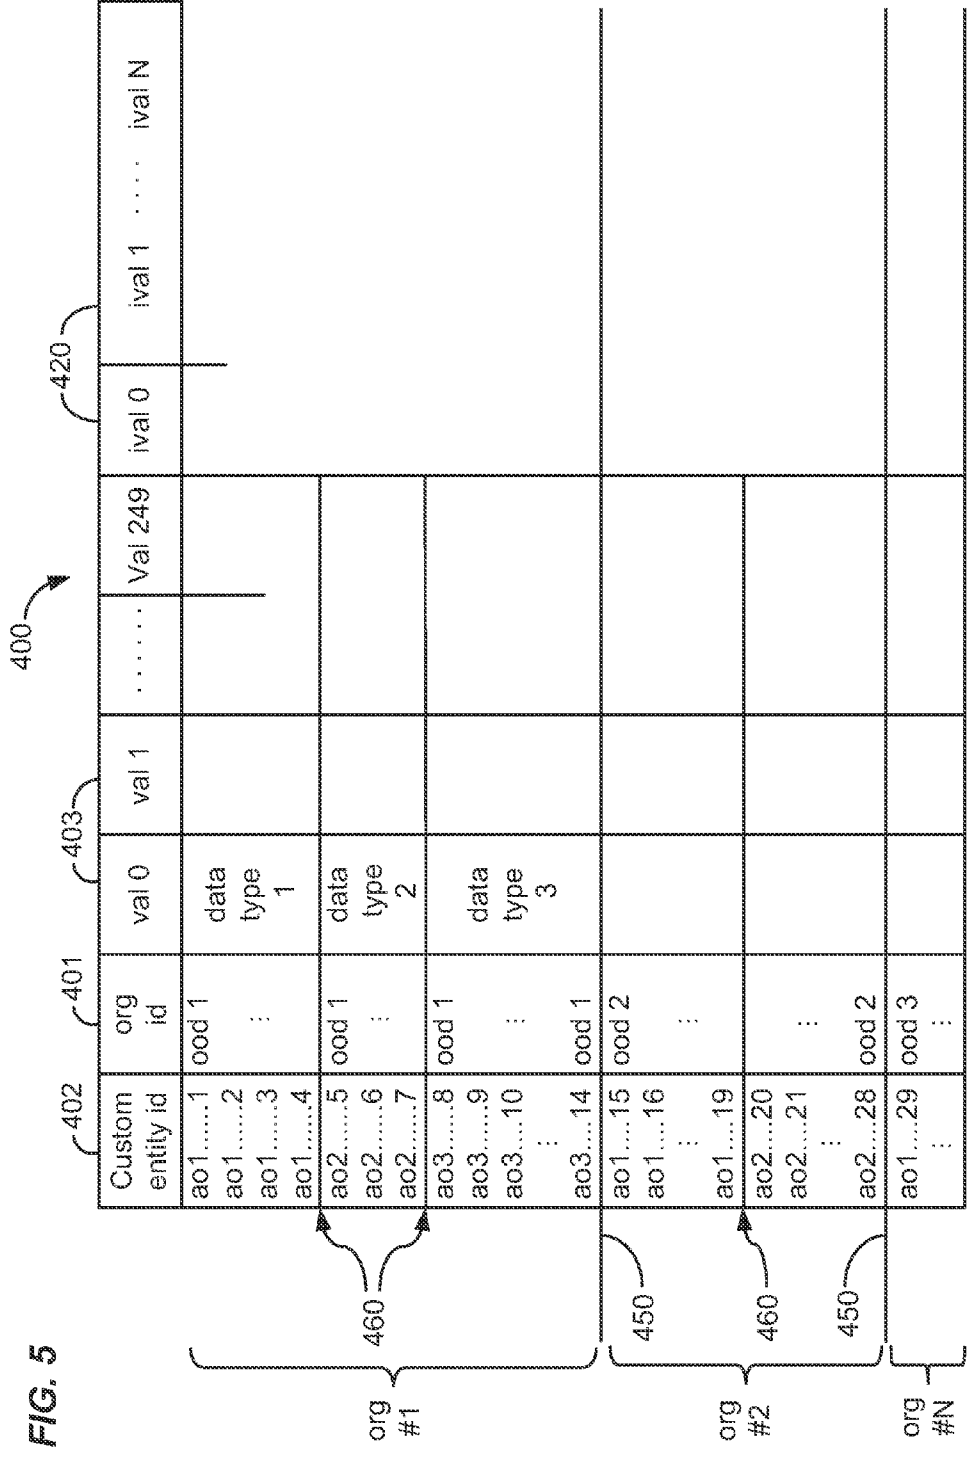 FIG. 5
400
402
401
403
420
Custom
entity id
org
id
val 0
val 1
......
Val 249
ival 0
ival 1
....
ival N
org
#1
460
ao1.....1
ood 1
data
type
1
ao1......2
ao1.....3
⋮
ao1.....4
ao2.....5
ood 1
data
type
2
ao2.....6
⋮
ao2.....7
ao3.....8
ood 1
data
type
3
ao3.....9
ao3....10
⋮
⋮
ao3....14
ood 1
org
#2
450
460
450
ao1....15
ood 2
ao1....16
⋮
⋮
ao1....19
ao2....20
ao2....21
⋮
⋮
ao2....28
ood 2
org
#N
ao1....29
ood 3
⋮
⋮